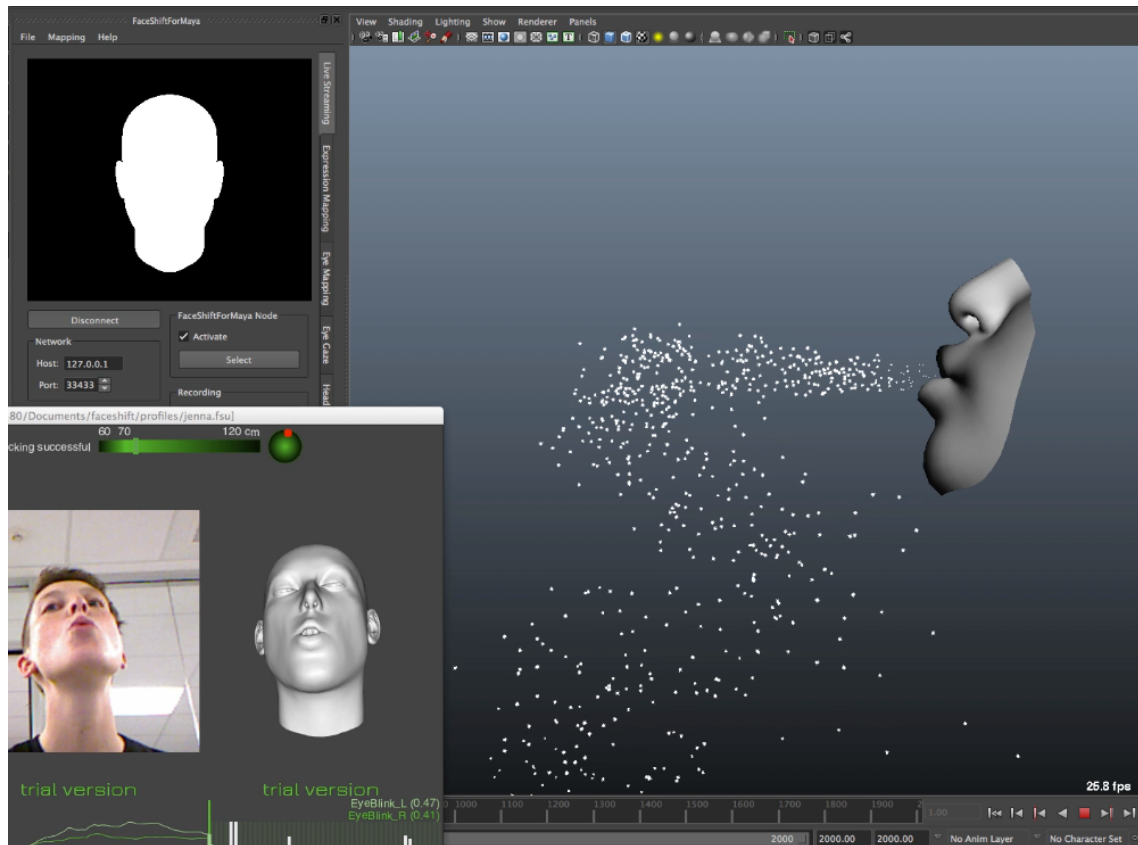 FaceShiftForMaya
File Mapping Help
Live Streaming
Expression Mapping
Eye Mapping
Eye Gaze
Head
Disconnect
FaceShiftForMaya Node
Activate
Select
Network
Host: 127.0.0.1
Port: 33433
Recording
View Shading Lighting Show Renderer Panels
80/Documents/faceshift/profiles/jenna.fsu]
60 70 120 cm
cking successful
trial version trial version
EyeBlink_L (0.47)
EyeBlink_R (0.41)
25.8 fps
1000 1100 1200 1300 1400 1500 1600 1700 1800 1900 2
1.00
2000 2000.00 2000.00 No Anim Layer No Character Set